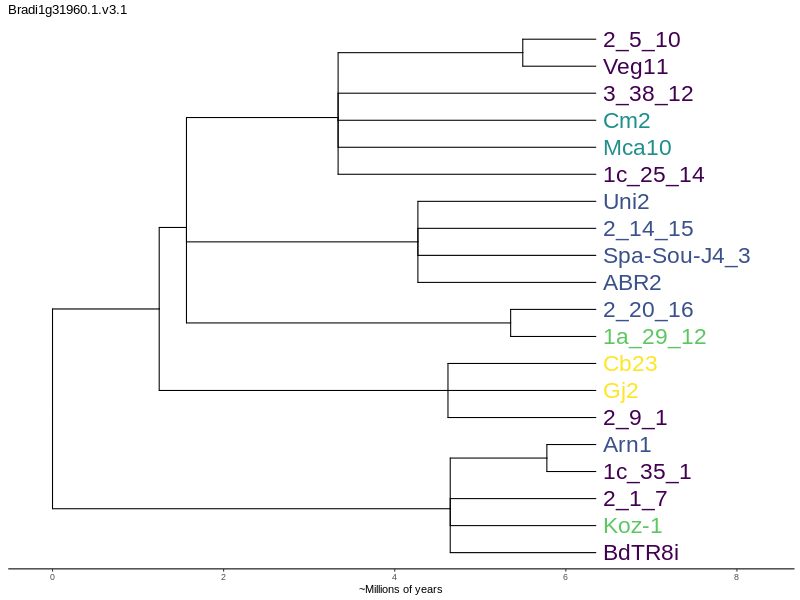 Bradi1g31960.1.v3.1
2_5_10
Veg11
3_38_12
Cm2
Mca10
1c_25_14
Uni2
2_14_15
Spa-Sou-J4_3
ABR2
2_20_16
1a_29_12
Cb23
Gj2
2_9_1
Arn1
1c_35_1
2_1_7
Koz-1
BdTR8i
0 2 4 6 8
~Millions of years